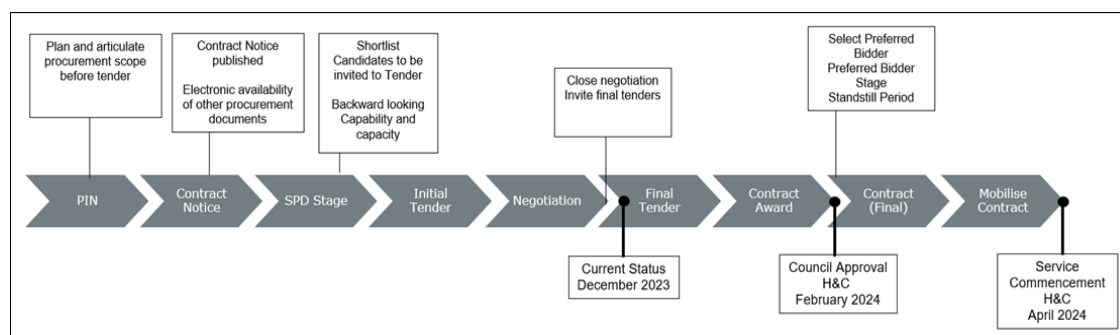 Plan and articulate
procurement scope
before tender
Contract Notice
published
Electronic availability
of other procurement
documents
Shortlist
Candidates to be
invited to Tender
Backward looking
Capability and
capacity
Close negotiation
Invite final tenders
Select Preferred
Bidder
Preferred Bidder
Stage
Standstill Period
PIN
Contract
Notice
SPD Stage
Initial
Tender
Negotiation
Final
Tender
Contract
Award
Contract
(Final)
Mobilise
Contract
Current Status
December 2023
Council Approval
H&C
February 2024
Service
Commencement
H&C
April 2024